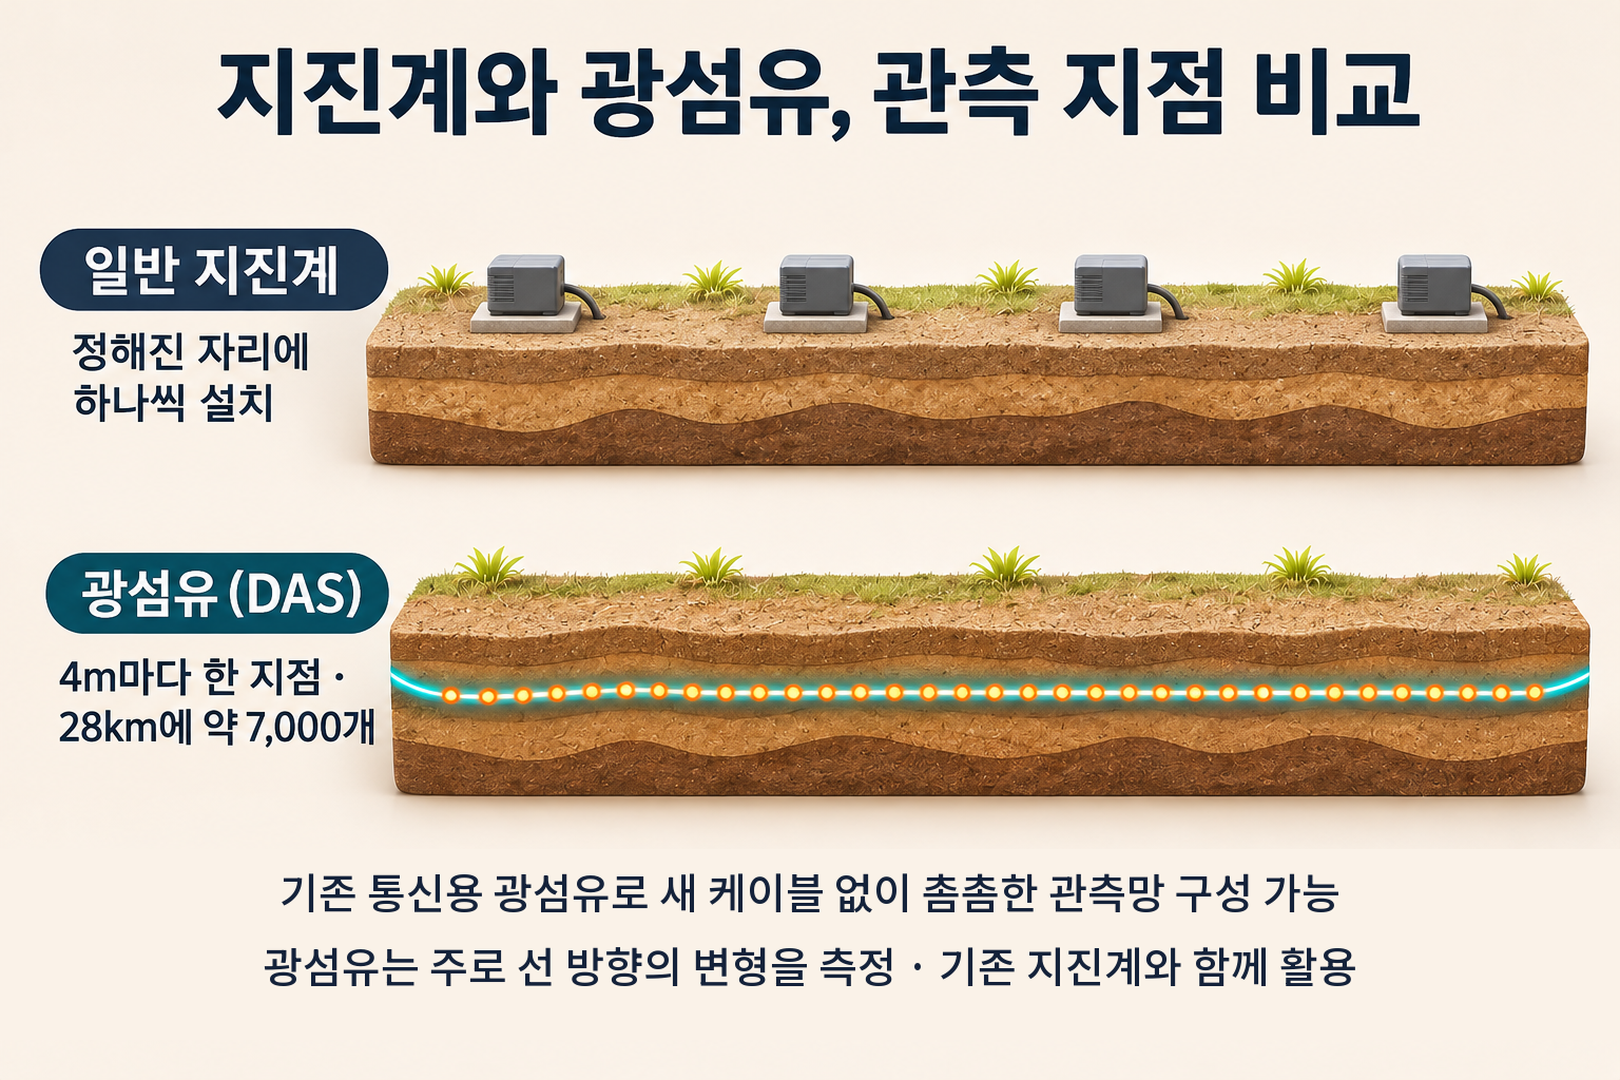 지진계와 광섬유, 관측 지점 비교
일반 지진계
정해진 자리에
하나씩 설치
광섬유(DAS)
4m마다 한 지점 ·
28km에 약 7,000개
기존 통신용 광섬유로 새 케이블 없이 촘촘한 관측망 구성 가능
광섬유는 주로 선 방향의 변형을 측정 · 기존 지진계와 함께 활용